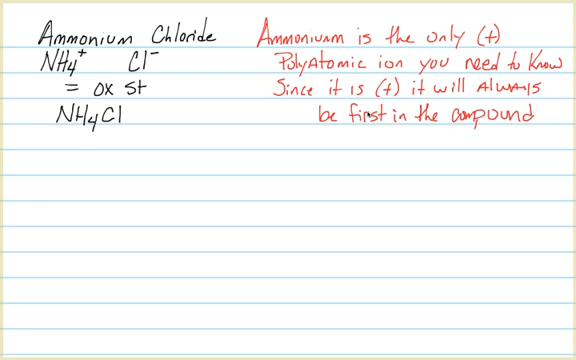 Ammonium Chloride
NH₄⁺ Cl⁻
= ox st
NH₄Cl
Ammonium is the only (+)
Polyatomic ion you need to know
Since it is (+) it will always
be first in the compound